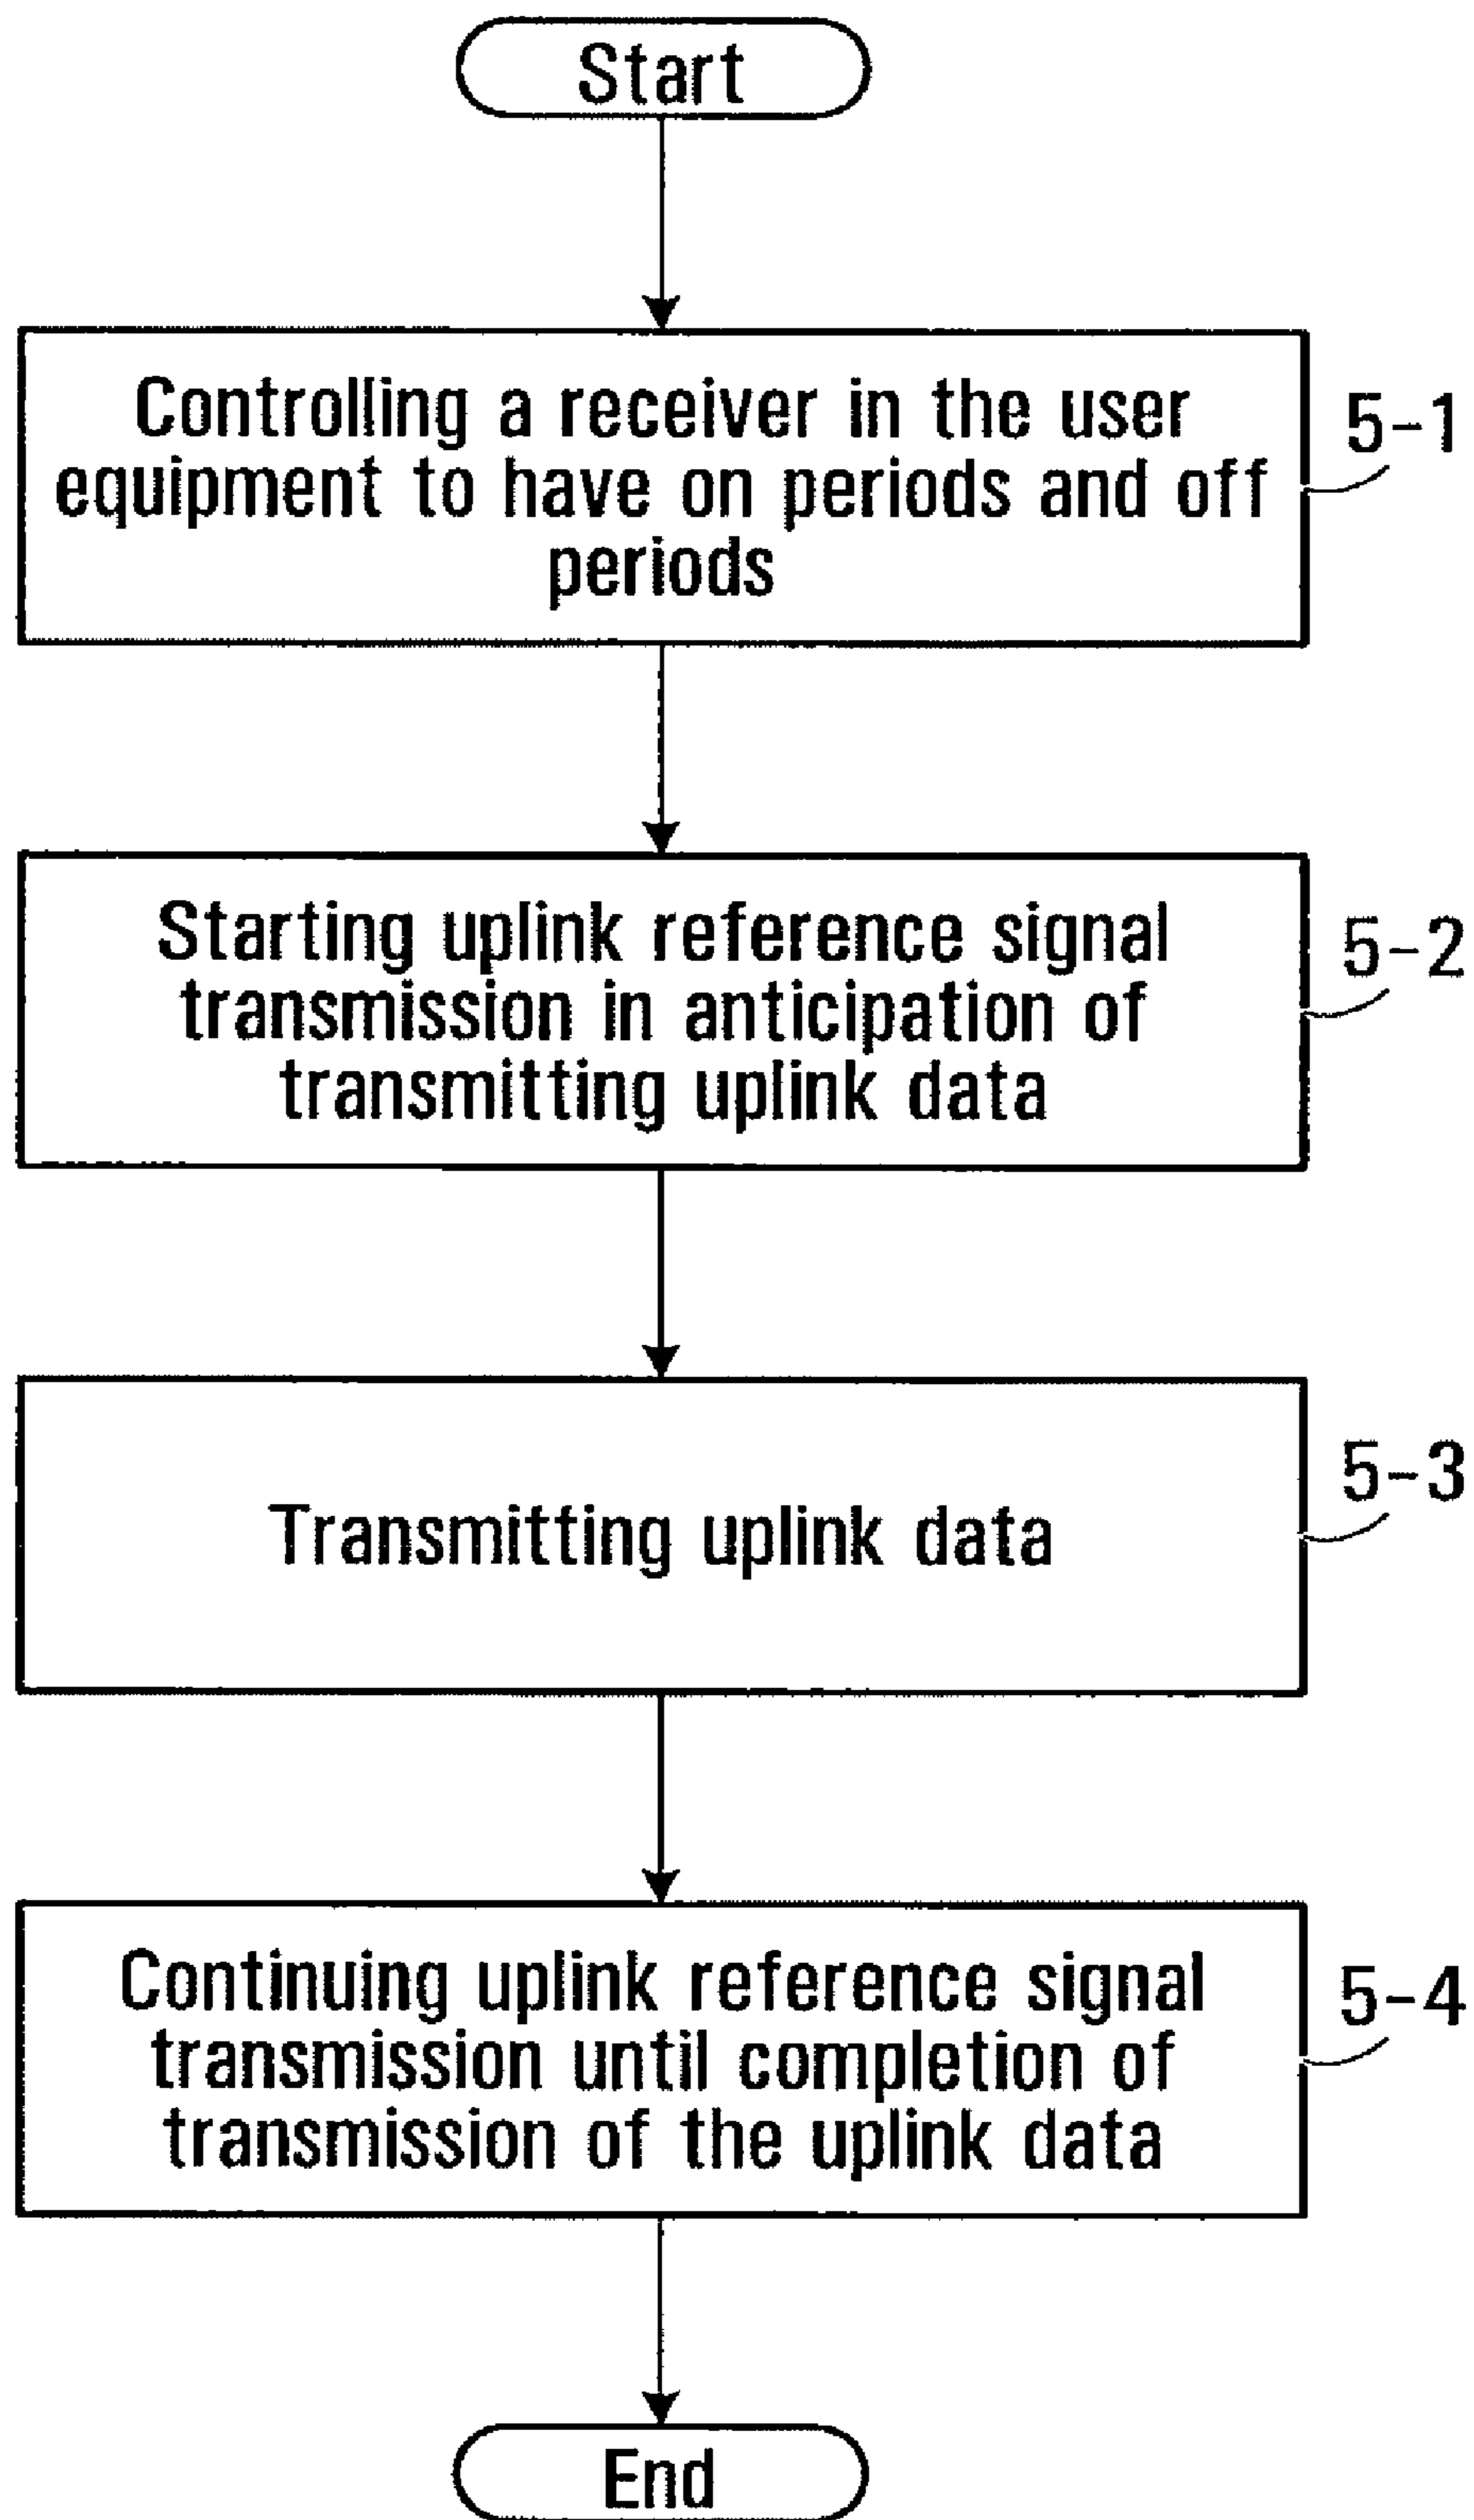 Start
Controlling a receiver in the user
equipment to have on periods and off
periods
5-1
Starting uplink reference signal
transmission in anticipation of
transmitting uplink data
5-2
Transmitting uplink data
5-3
Continuing uplink reference signal
transmission until completion of
transmission of the uplink data
5-4
End